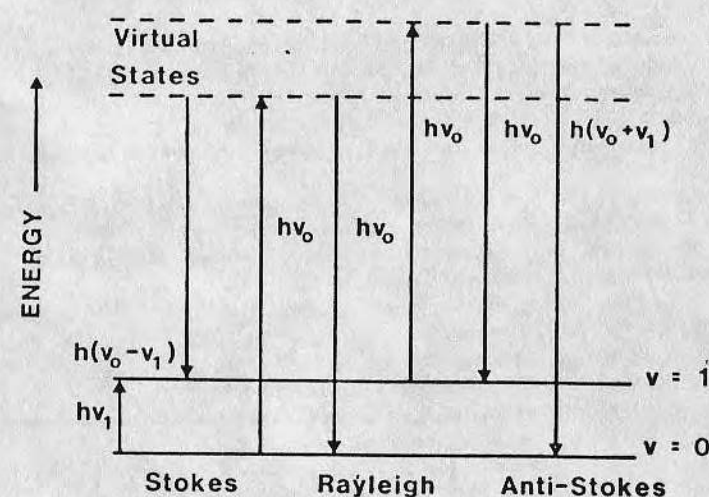 Virtual
States
ENERGY
hν₀ hν₀ h(ν₀+ν₁)
hν₀ hν₀
h(ν₀–ν₁)
v = 1
hν₁
v = 0
Stokes Rayleigh Anti-Stokes